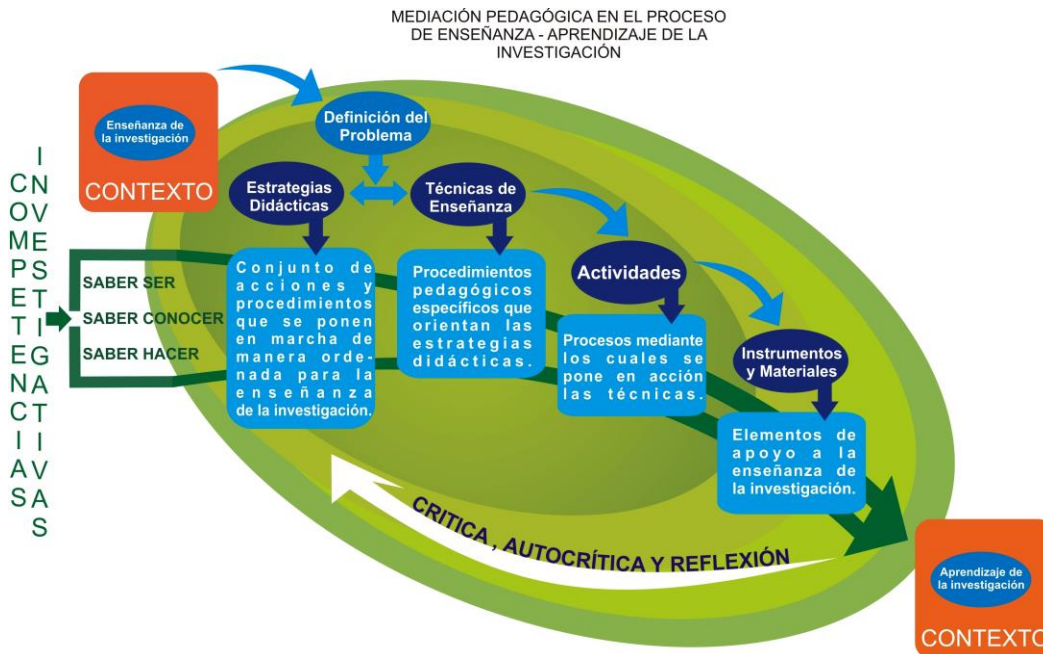 MEDIACIÓN PEDAGÓGICA EN EL PROCESO
DE ENSEÑANZA - APRENDIZAJE DE LA
INVESTIGACIÓN
Enseñanza de
la investigación
CONTEXTO
Definición del
Problema
Estrategias
Didácticas
Técnicas de
Enseñanza
Actividades
Instrumentos
y Materiales
COMPETENCIAS
INVESTIGATIVAS
SABER SER
SABER CONOCER
SABER HACER
Conjunto de
acciones y
procedimientos
que se ponen
en marcha de
manera orde-
nada para la
enseñanza
de la investigación.
Procedimientos
pedagógicos
específicos que
orientan las
estrategias
didácticas.
Procesos mediante
los cuales se
pone en acción
las técnicas.
Elementos de
apoyo a la
enseñanza de
la investigación.
CRITICA , AUTOCRÍTICA Y REFLEXIÓN
Aprendizaje de
la investigación
CONTEXTO